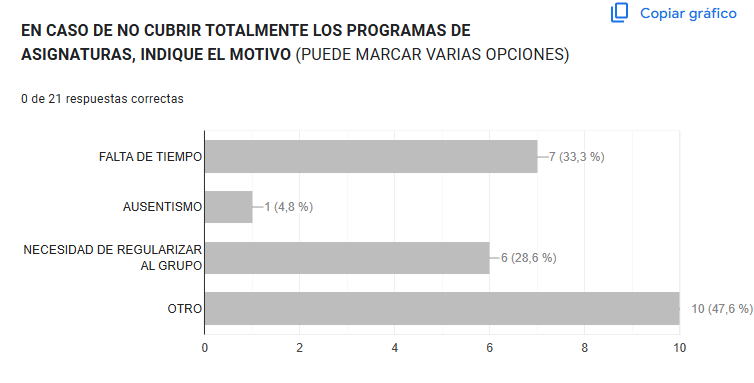 Copiar gráfico
EN CASO DE NO CUBRIR TOTALMENTE LOS PROGRAMAS DE
ASIGNATURAS, INDIQUE EL MOTIVO (PUEDE MARCAR VARIAS OPCIONES)
0 de 21 respuestas correctas
FALTA DE TIEMPO
7 (33,3 %)
AUSENTISMO
1 (4,8 %)
NECESIDAD DE REGULARIZAR
AL GRUPO
6 (28,6 %)
OTRO
10 (47,6 %)
0 2 4 6 8 10